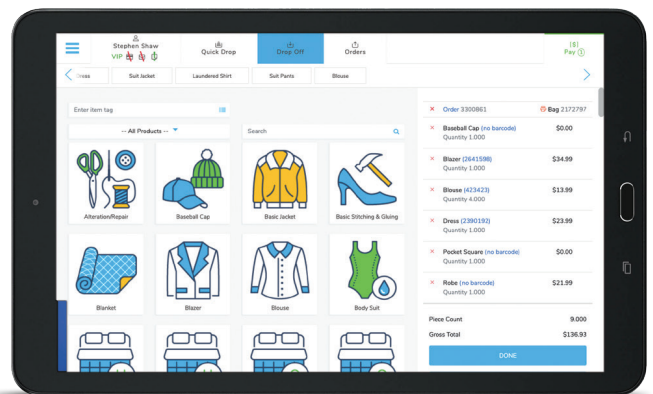 Stephen Shaw
VIP
Quick Drop
Drop Off
Orders
(8)
Pay
Suit Jacket
Laundered Shirt
Suit Pants
Blouse
Enter item tag
-- All Products --
Search
Alteration/Repair
Baseball Cap
Basic Jacket
Basic Stitching & Gluing
Blanket
Blazer
Blouse
Body Suit
× Order 3300861 Bag 2172797
× Baseball Cap (no barcode) $0.00
Quantity 1.000
× Blazer (2641598) $34.99
Quantity 1.000
× Blouse (423423) $13.99
Quantity 4.000
× Dress (2390192) $23.99
Quantity 1.000
× Pocket Square (no barcode) $0.00
Quantity 1.000
× Robe (no barcode) $21.99
Quantity 1.000
Piece Count 9.000
Gross Total $136.93
DONE